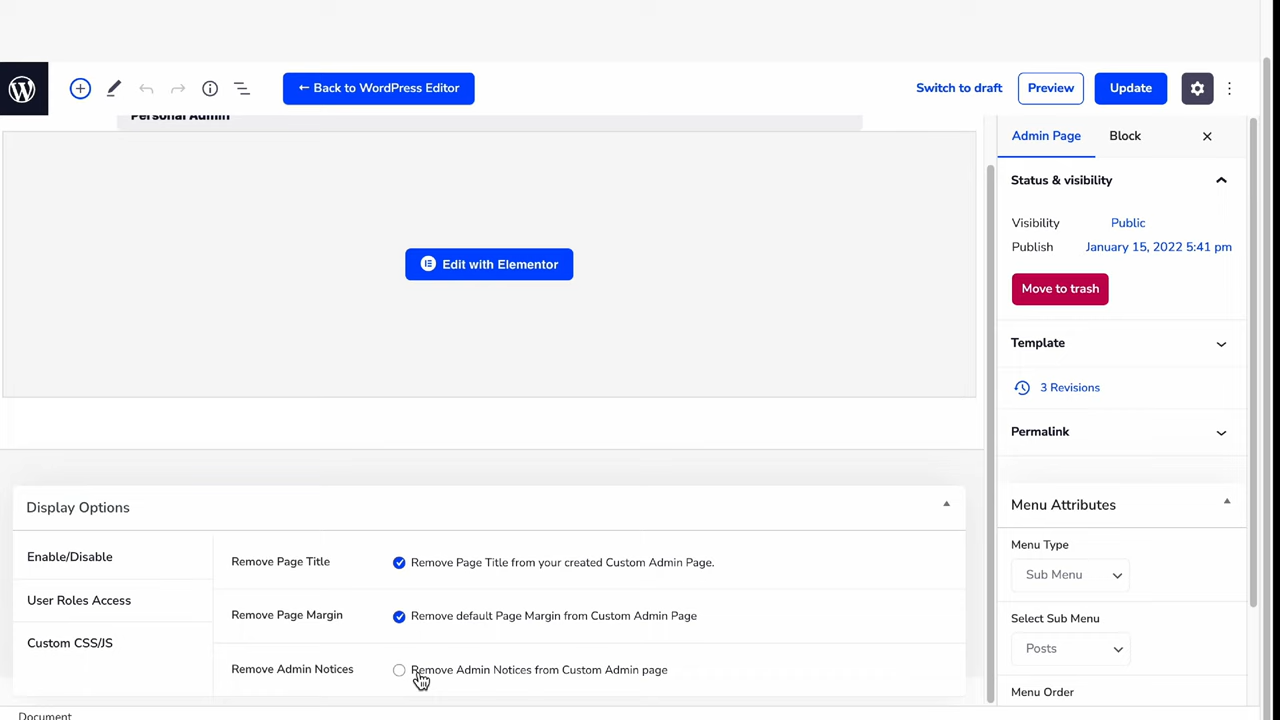 ← Back to WordPress Editor
Switch to draft
Preview
Update
Personal Admin
Edit with Elementor
Admin Page
Block
Status & visibility
Visibility
Public
Publish
January 15, 2022 5:41 pm
Move to trash
Template
3 Revisions
Permalink
Display Options
Enable/Disable
User Roles Access
Custom CSS/JS
Remove Page Title
Remove Page Title from your created Custom Admin Page.
Remove Page Margin
Remove default Page Margin from Custom Admin Page
Remove Admin Notices
Remove Admin Notices from Custom Admin page
Menu Attributes
Menu Type
Sub Menu
Select Sub Menu
Posts
Menu Order
Document